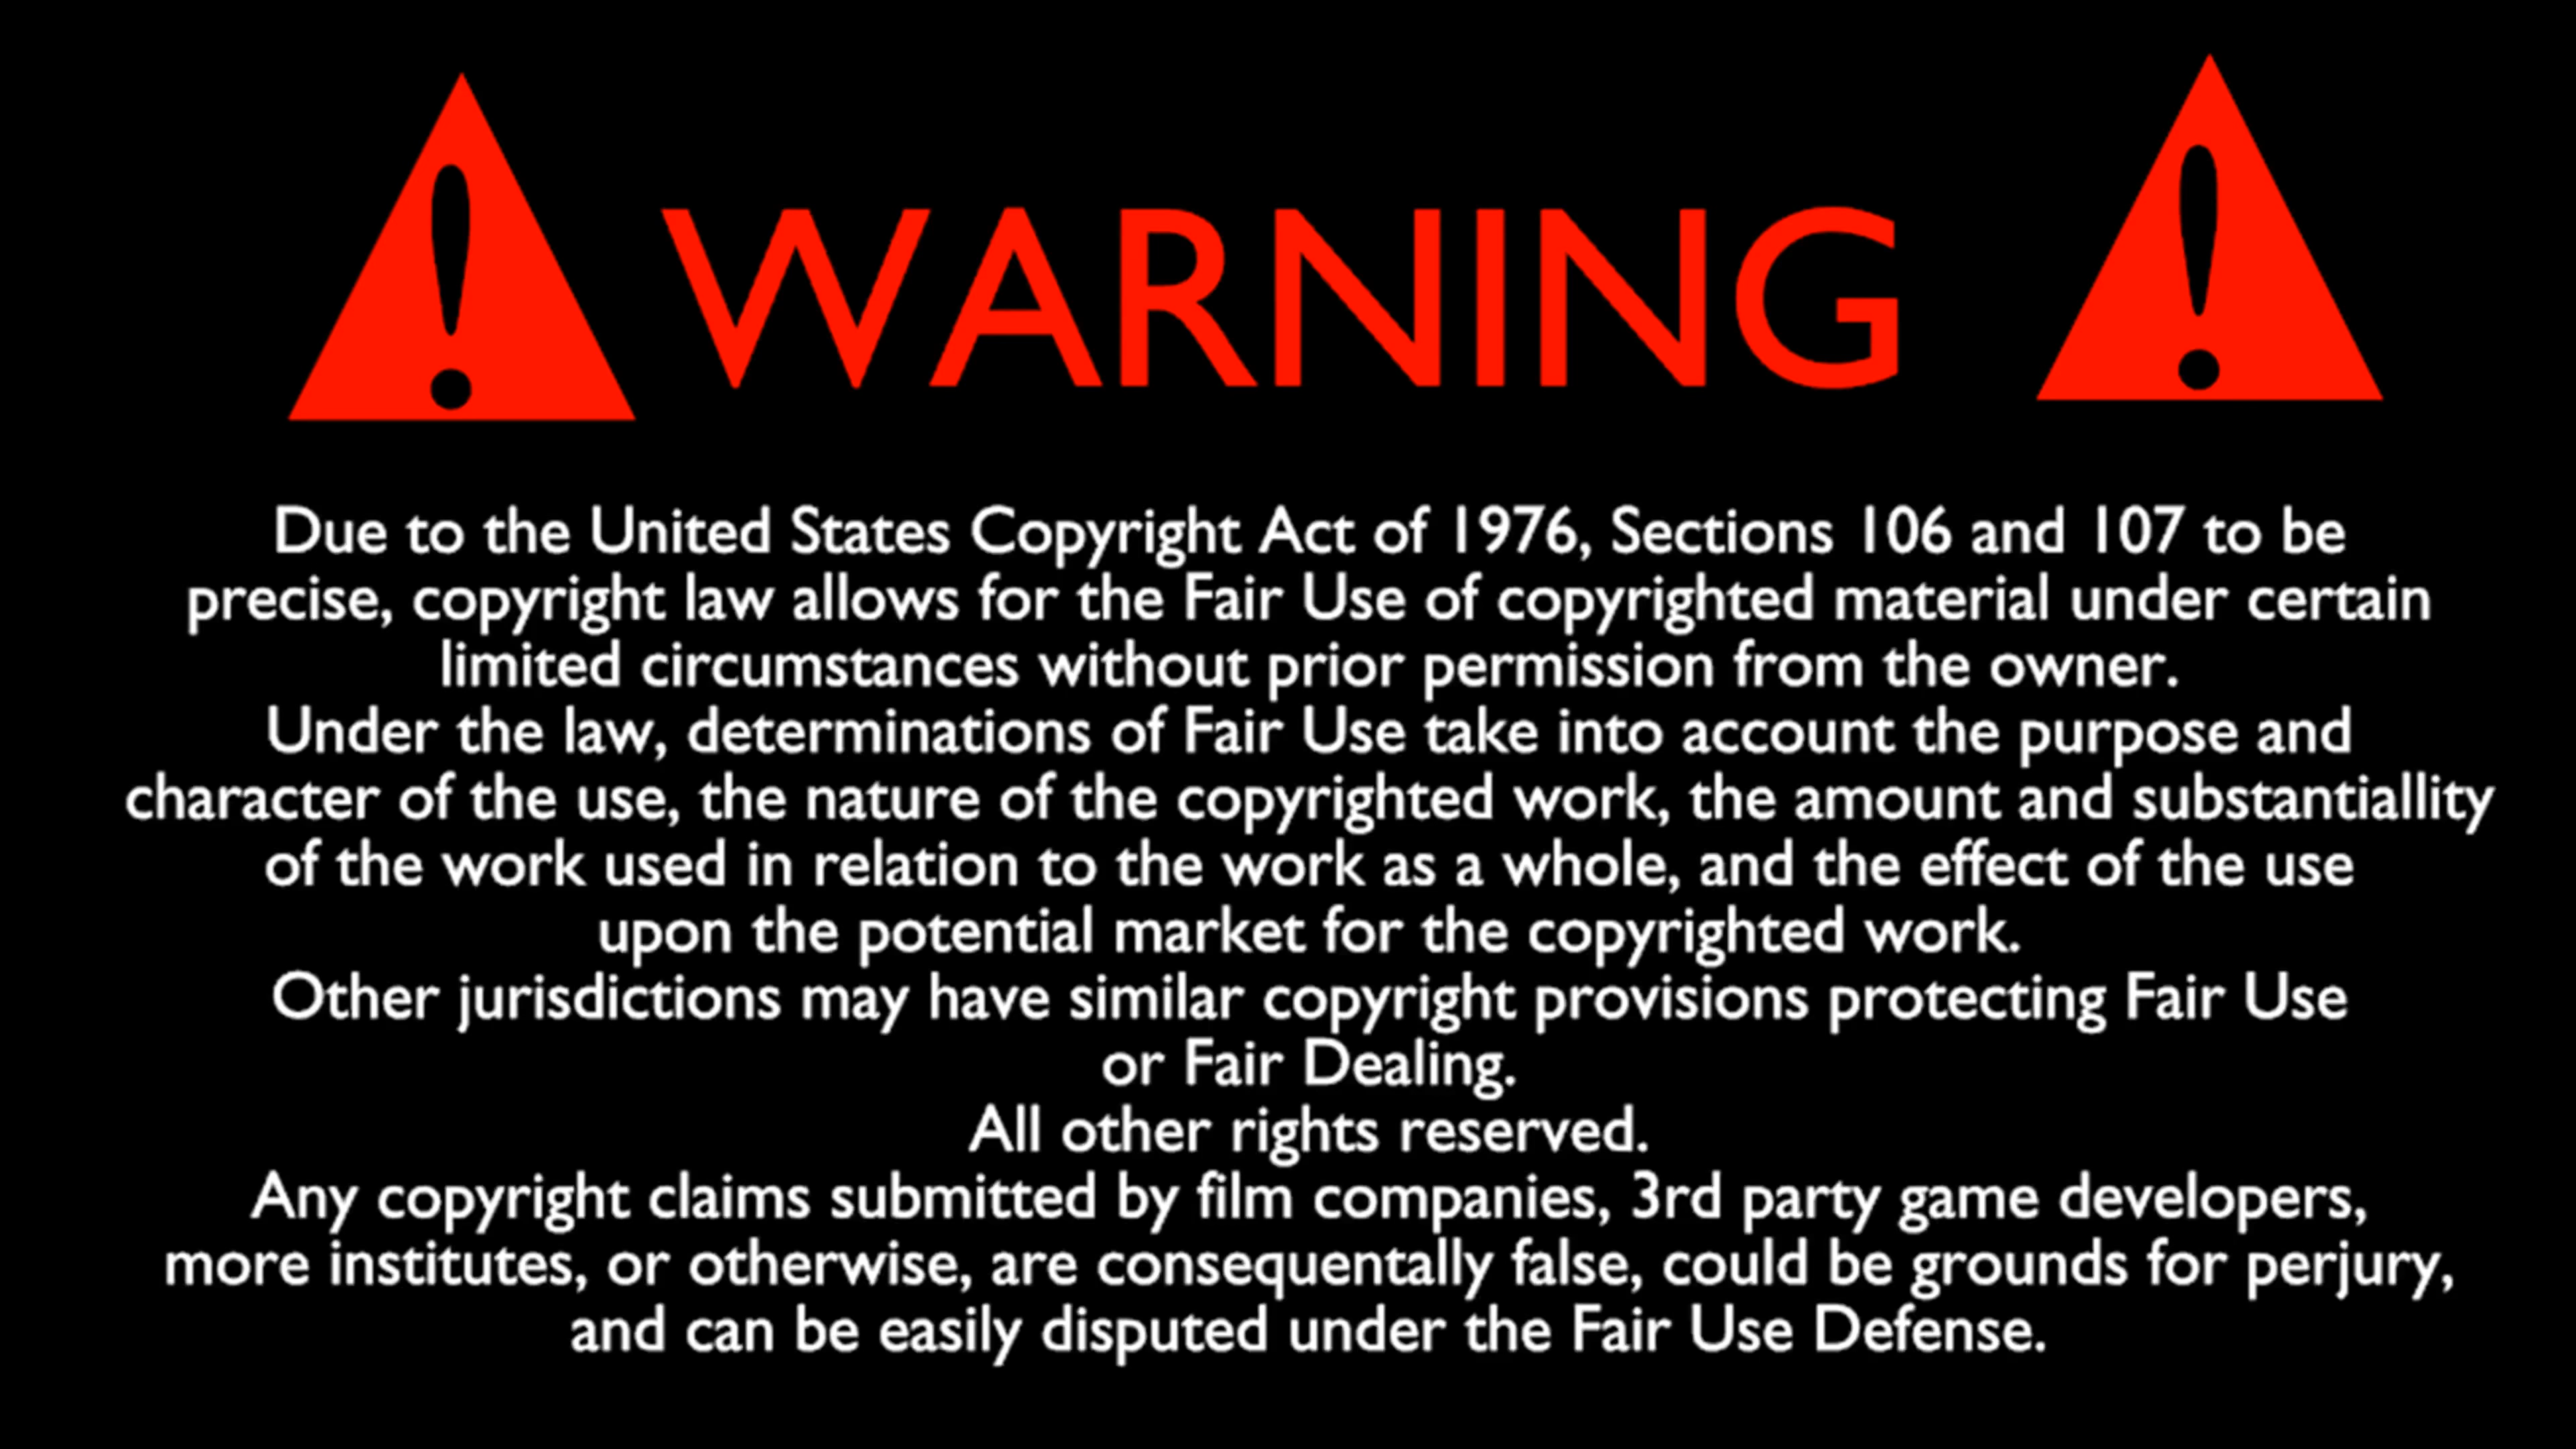 WARNING
Due to the United States Copyright Act of 1976, Sections 106 and 107 to be
precise, copyright law allows for the Fair Use of copyrighted material under certain
limited circumstances without prior permission from the owner.
Under the law, determinations of Fair Use take into account the purpose and
character of the use, the nature of the copyrighted work, the amount and substantiallity
of the work used in relation to the work as a whole, and the effect of the use
upon the potential market for the copyrighted work.
Other jurisdictions may have similar copyright provisions protecting Fair Use
or Fair Dealing.
All other rights reserved.
Any copyright claims submitted by film companies, 3rd party game developers,
more institutes, or otherwise, are consequentally false, could be grounds for perjury,
and can be easily disputed under the Fair Use Defense.